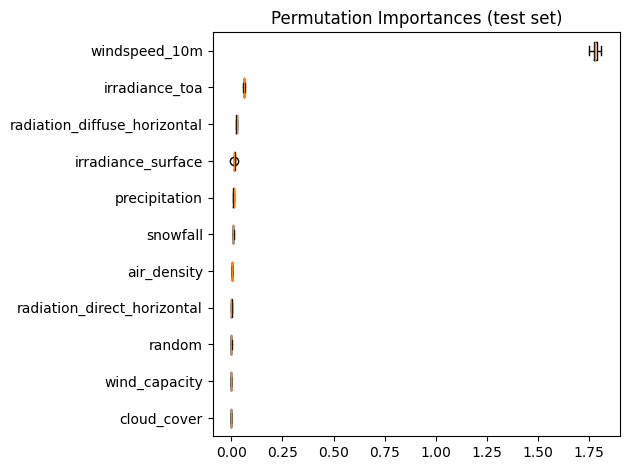 Permutation Importances (test set)
windspeed_10m
irradiance_toa
radiation_diffuse_horizontal
irradiance_surface
precipitation
snowfall
air_density
radiation_direct_horizontal
random
wind_capacity
cloud_cover
0.00 0.25 0.50 0.75 1.00 1.25 1.50 1.75